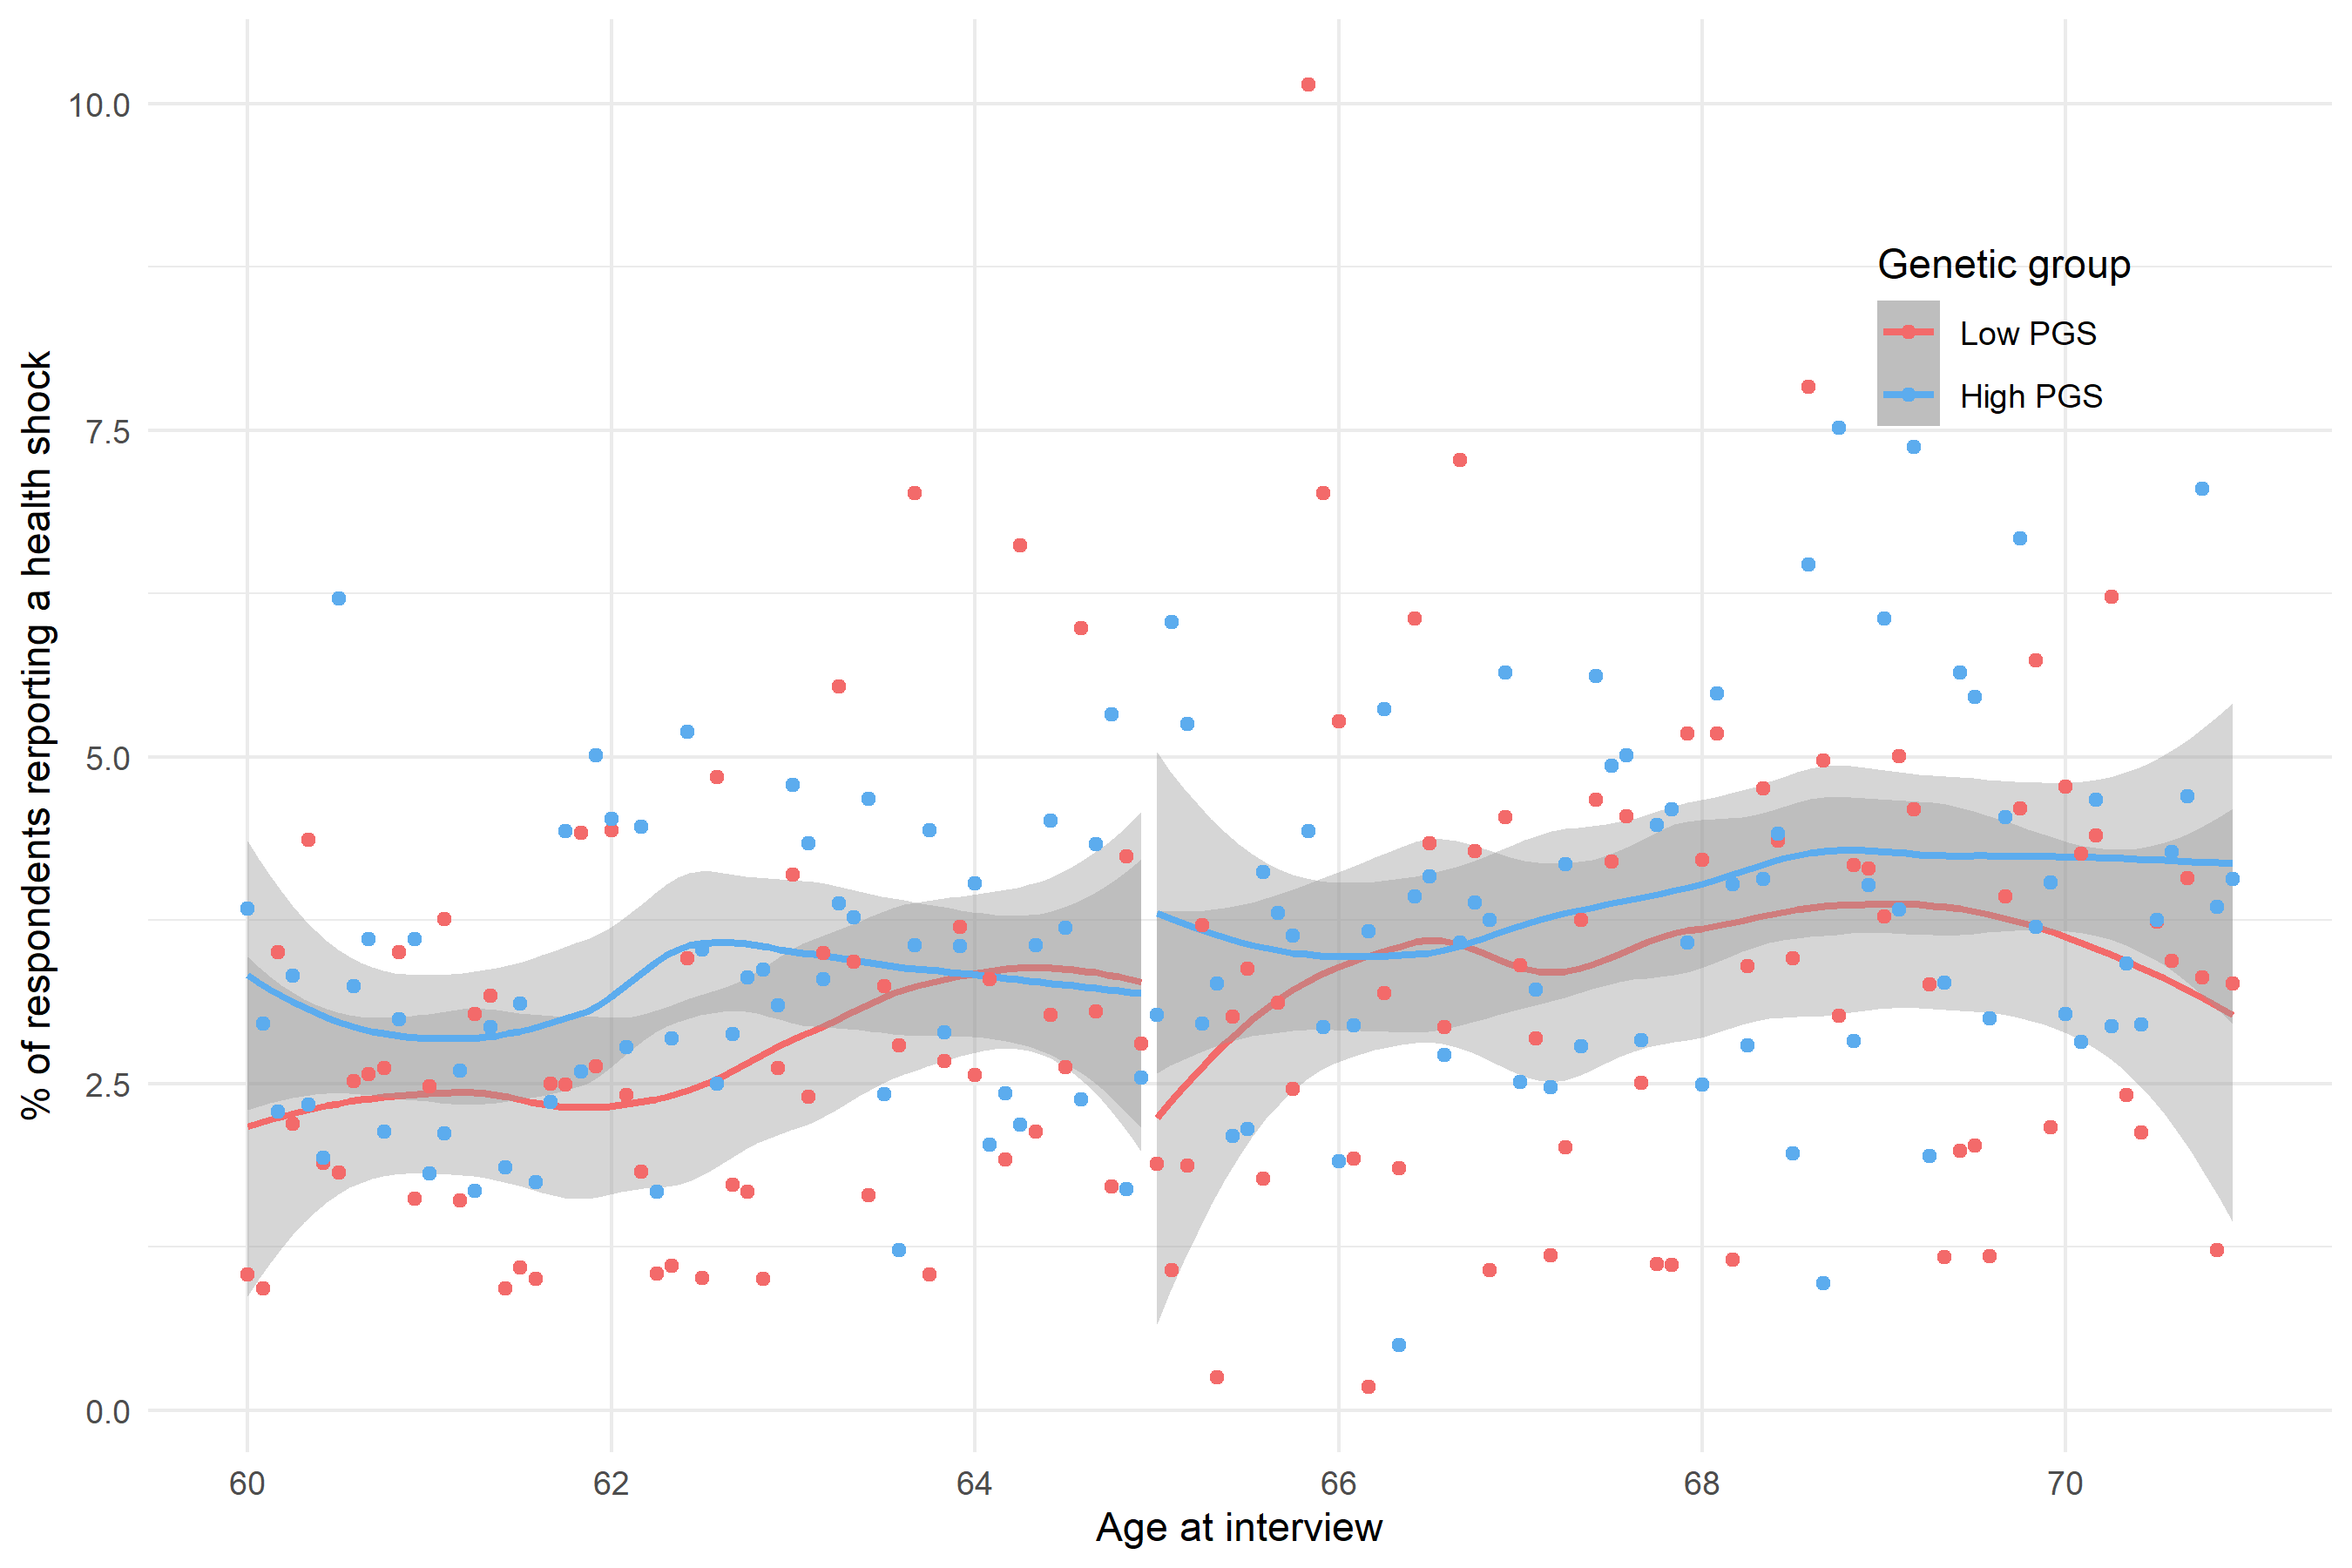 % of respondents rerporting a health shock
10.0
7.5
5.0
2.5
0.0
Genetic group
Low PGS
High PGS
60 62 64 66 68 70
Age at interview